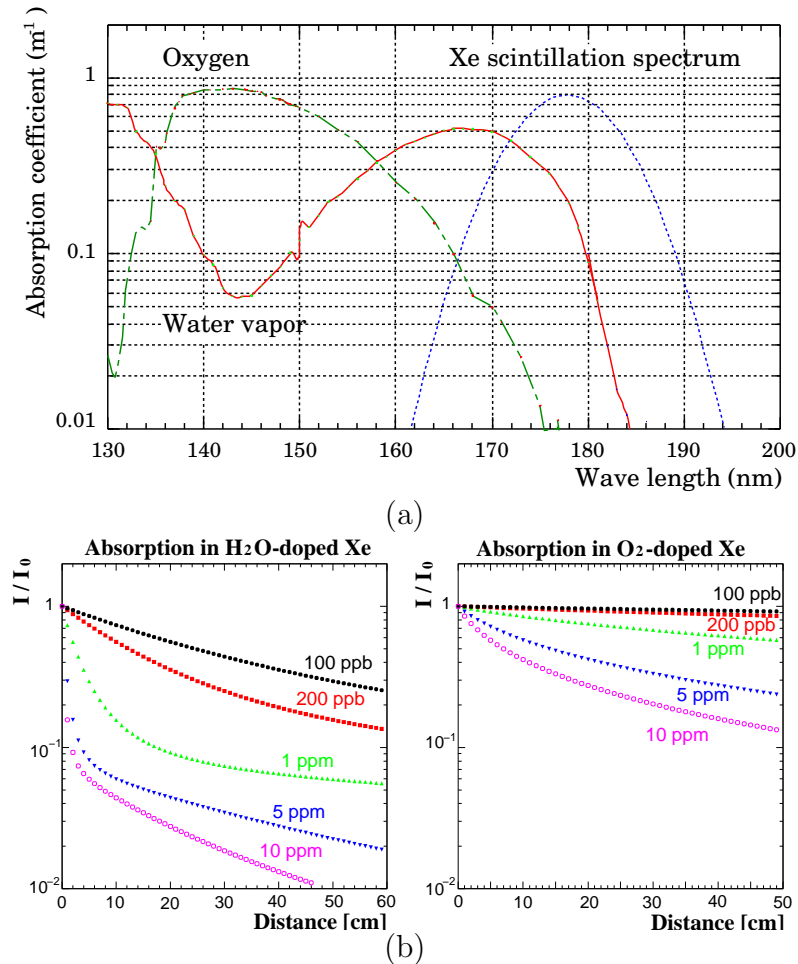 Absorption coefficient (m⁻¹)
Oxygen
Xe scintillation spectrum
Water vapor
1
0.1
0.01
130 140 150 160 170 180 190 200
Wave length (nm)
(a)
Absorption in H2O-doped Xe
I / I0
1
10⁻¹
10⁻²
100 ppb
200 ppb
1 ppm
5 ppm
10 ppm
0 10 20 30 40 50 60
Distance [cm]
Absorption in O2-doped Xe
I / I0
1
10⁻¹
10⁻²
100 ppb
200 ppb
1 ppm
5 ppm
10 ppm
0 10 20 30 40 50
Distance [cm]
(b)